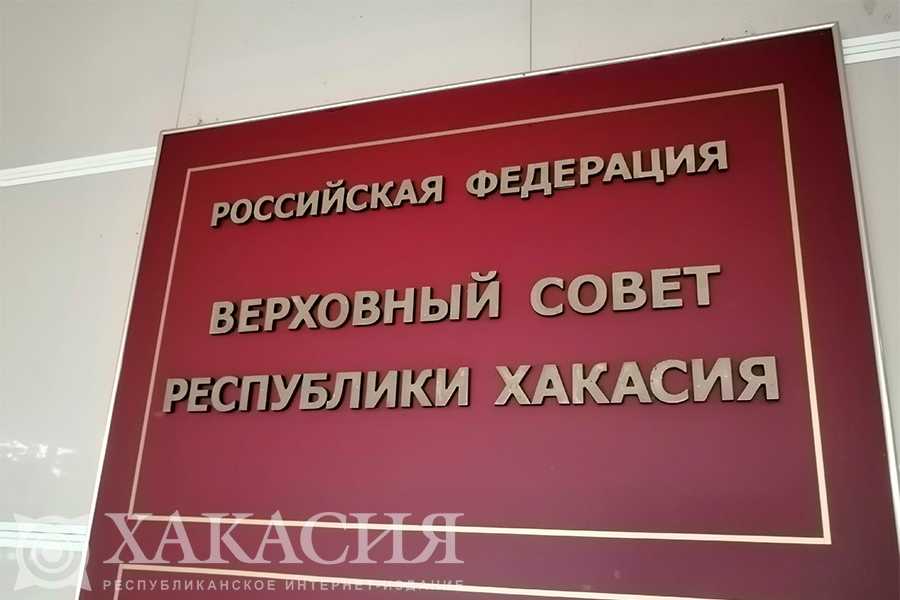 РОССИЙСКАЯ ФЕДЕРАЦИЯ
ВЕРХОВНЫЙ СОВЕТ
РЕСПУБЛИКИ ХАКАСИЯ
ХАКАСИЯ
РЕСПУБЛИКАНСКОЕ ИНТЕРНЕТ-ИЗДАНИЕ